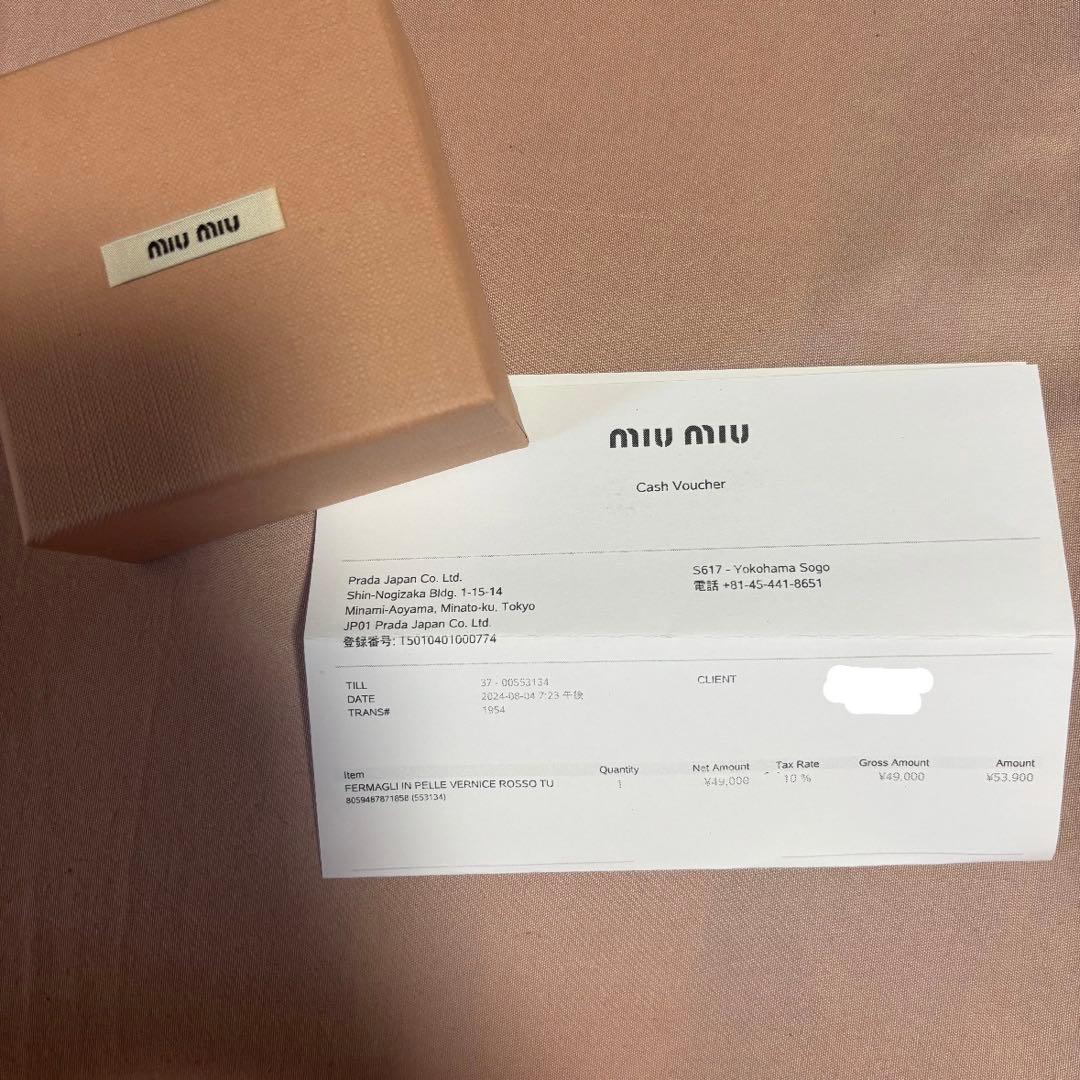 miu miu
miu miu
Cash Voucher
Prada Japan Co. Ltd.
Shin-Nogizaka Bldg. 1-15-14
Minami-Aoyama, Minato-ku. Tokyo
JP01 Prada Japan Co. Ltd.
登録番号: T5010401000774
S617 - Yokohama Sogo
電話 +81-45-441-8651
TILL 37 - 00553134
DATE 2024-08-04 7:23 午後
TRANS# 1954
CLIENT
Item Quantity Net Amount Tax Rate Gross Amount Amount
FERMAGLI IN PELLE VERNICE ROSSO TU 1 ¥49,000 10 % ¥49,000 ¥53,900
8059487871858 (553134)